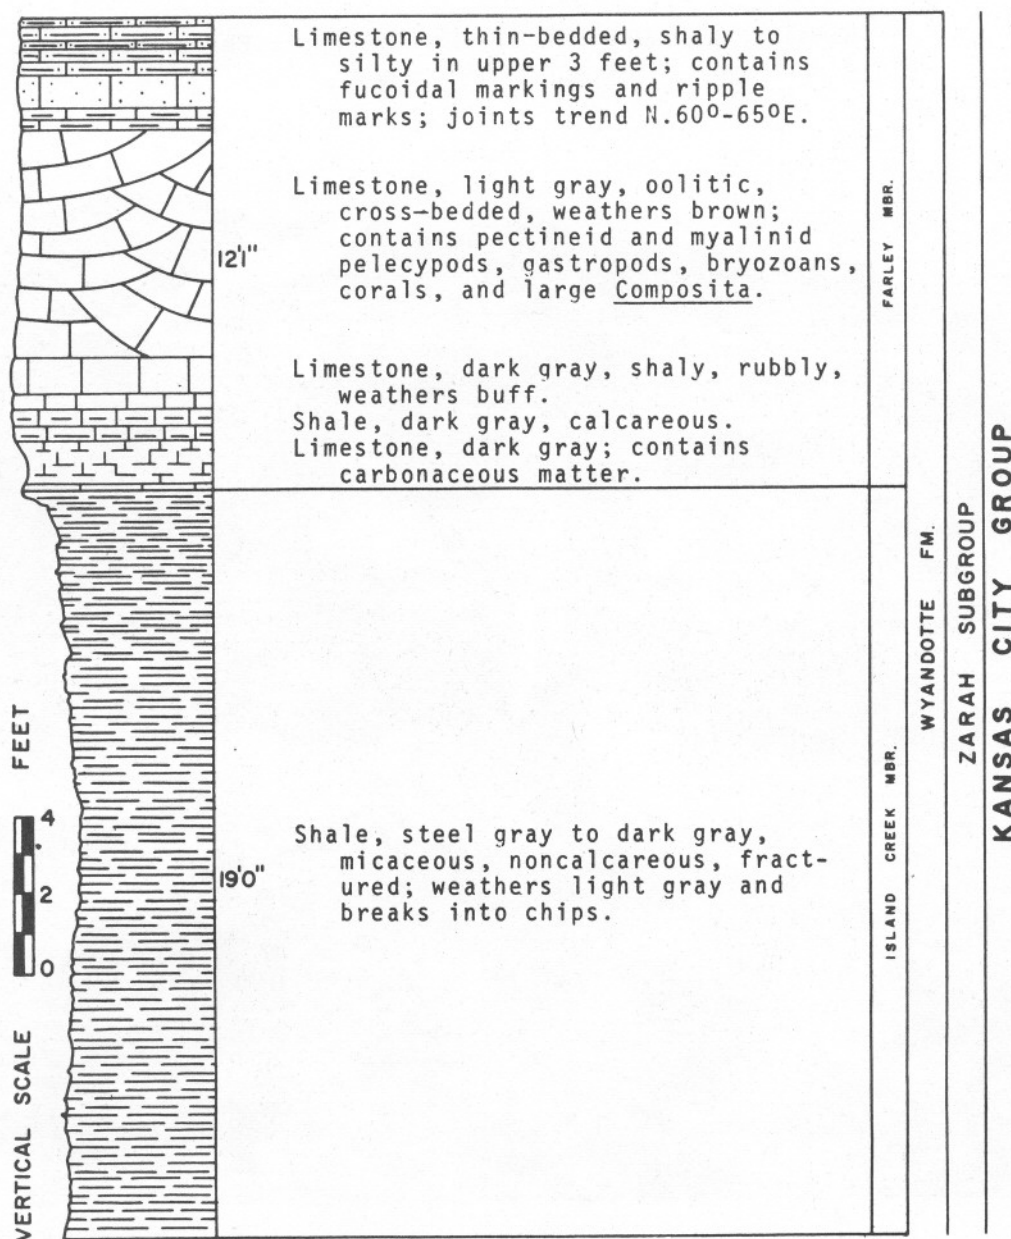 Limestone, thin-bedded, shaly to
silty in upper 3 feet; contains
fucoidal markings and ripple
marks; joints trend N.60°-65°E.
Limestone, light gray, oolitic,
cross-bedded, weathers brown;
contains pectineid and myalinid
pelecypods, gastropods, bryozoans,
corals, and large Composita.
12'1"
Limestone, dark gray, shaly, rubbly,
weathers buff.
Shale, dark gray, calcareous.
Limestone, dark gray; contains
carbonaceous matter.
FARLEY MBR.
Shale, steel gray to dark gray,
micaceous, noncalcareous, fract-
ured; weathers light gray and
breaks into chips.
19'0"
ISLAND CREEK MBR.
WYANDOTTE FM.
ZARAH SUBGROUP
KANSAS CITY GROUP
VERTICAL SCALE
FEET
4
2
0